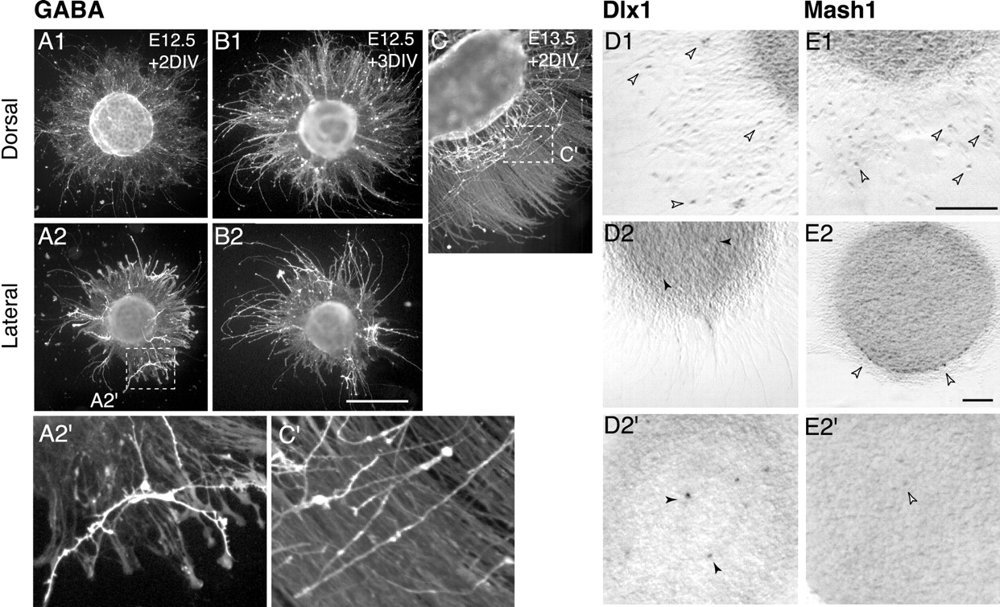 GABA
Dlx1
Mash1
Dorsal
A1
E12.5
+2DIV
B1
E12.5
+3DIV
C
E13.5
+2DIV
C'
D1
E1
Lateral
A2
A2'
B2
D2
E2
A2'
C'
D2'
E2'